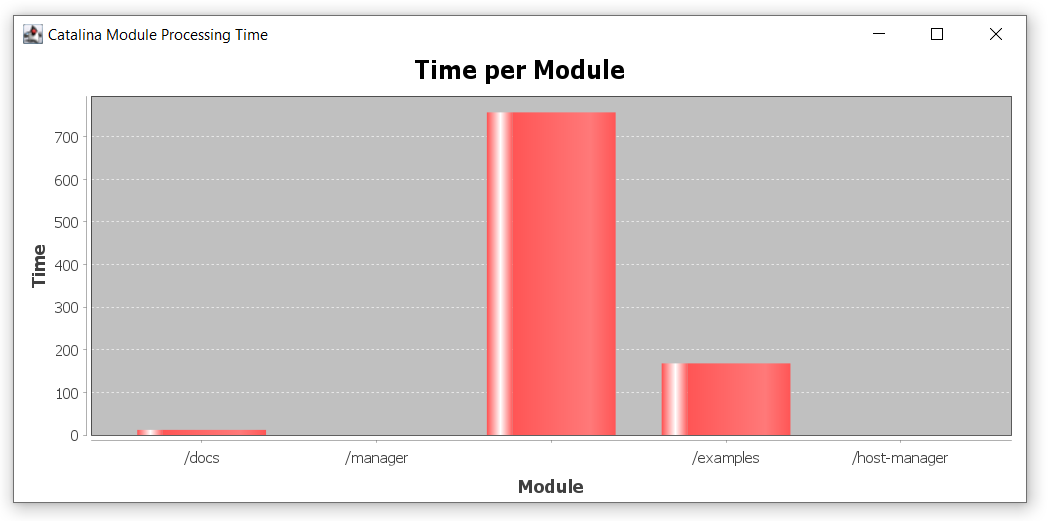 Catalina Module Processing Time
Time per Module
Time
700
600
500
400
300
200
100
0
/docs
/manager
/examples
/host-manager
Module